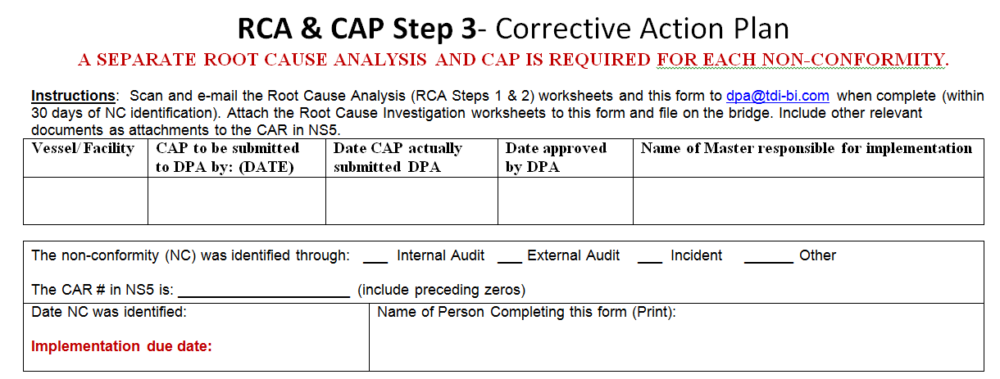 RCA & CAP Step 3- Corrective Action Plan
A SEPARATE ROOT CAUSE ANALYSIS AND CAP IS REQUIRED FOR EACH NON-CONFORMITY.
Instructions: Scan and e-mail the Root Cause Analysis (RCA Steps 1 & 2) worksheets and this form to dpa@tdi-bi.com when complete (within
30 days of NC identification). Attach the Root Cause Investigation worksheets to this form and file on the bridge. Include other relevant
documents as attachments to the CAR in NS5.
Vessel/Facility
CAP to be submitted
to DPA by: (DATE)
Date CAP actually
submitted DPA
Date approved
by DPA
Name of Master responsible for implementation
The non-conformity (NC) was identified through: ___ Internal Audit ___ External Audit ___ Incident ______ Other
The CAR # in NS5 is: _____________________ (include preceding zeros)
Date NC was identified:
Implementation due date:
Name of Person Completing this form (Print):